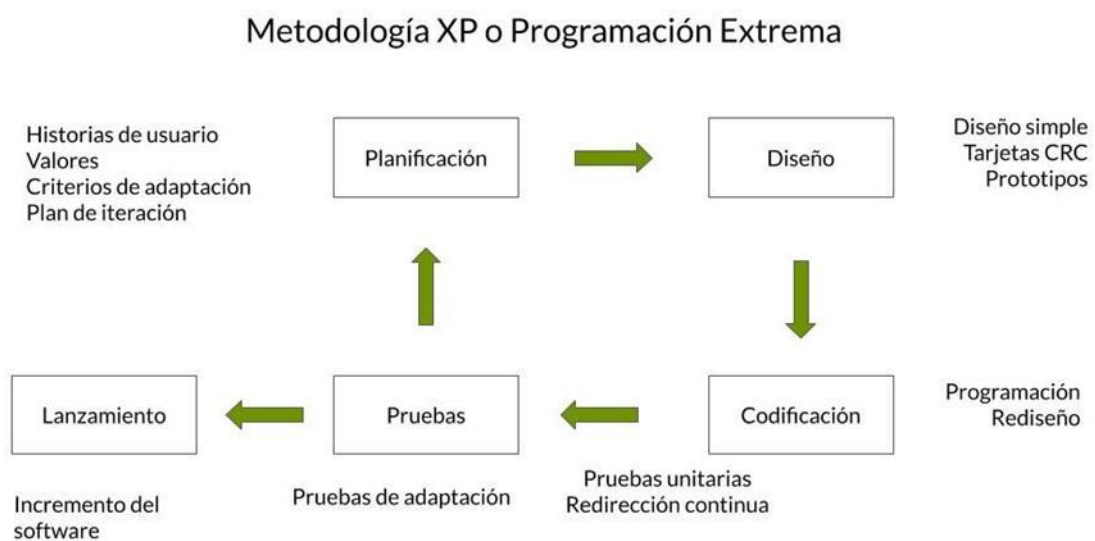 Metodología XP o Programación Extrema
Historias de usuario
Valores
Criterios de adaptación
Plan de iteración
Planificación
Diseño
Diseño simple
Tarjetas CRC
Prototipos
Lanzamiento
Pruebas
Codificación
Programación
Rediseño
Incremento del
software
Pruebas de adaptación
Pruebas unitarias
Redirección continua